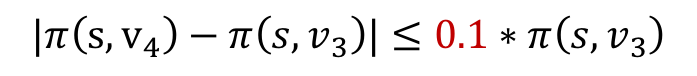 |π(s, v₄) − π(s, v₃)| ≤ 0.1 * π(s, v₃)